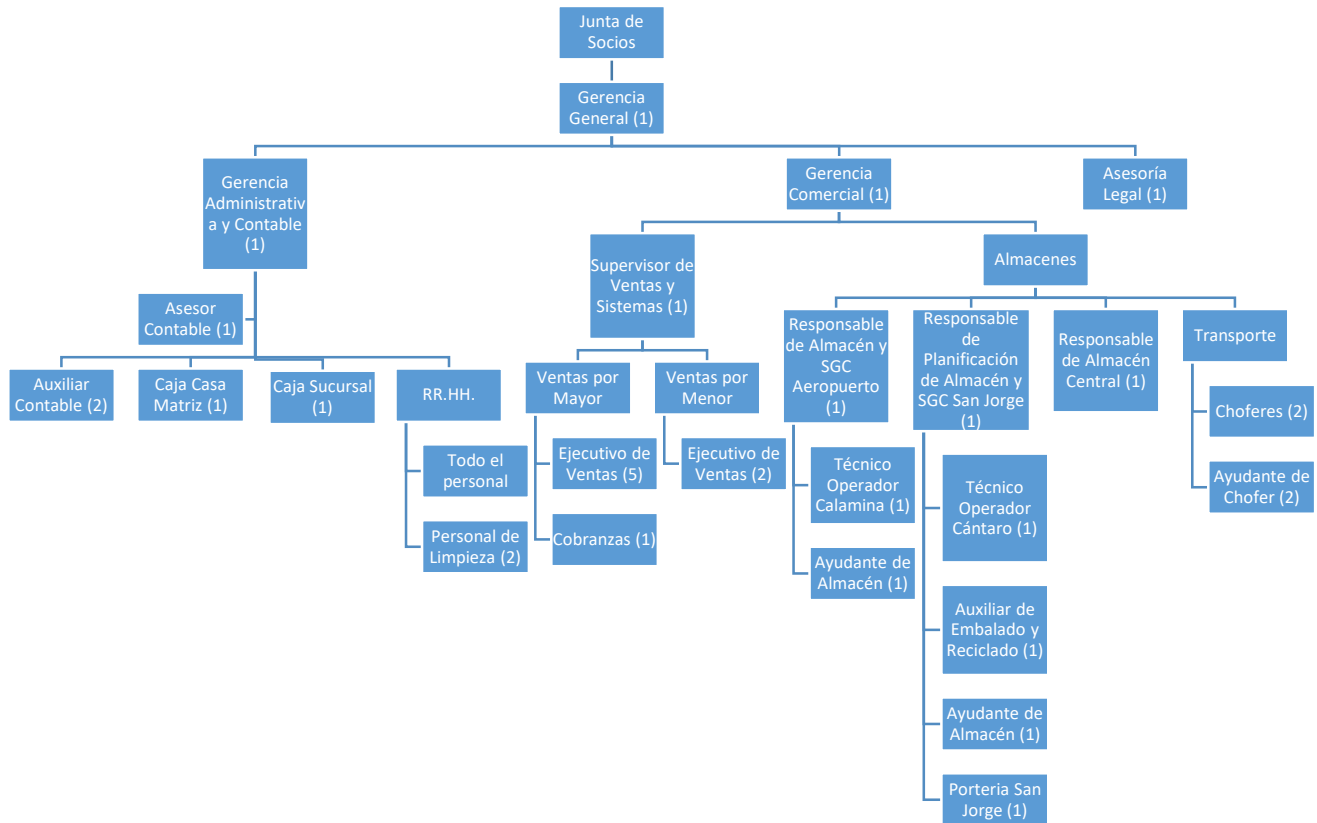 Junta de
Socios
Gerencia
General (1)
Gerencia
Administrativ
a y Contable
(1)
Gerencia
Comercial (1)
Asesoría
Legal (1)
Asesor
Contable (1)
Supervisor de
Ventas y
Sistemas (1)
Almacenes
Auxiliar
Contable (2)
Caja Casa
Matriz (1)
Caja Sucursal
(1)
RR.HH.
Todo el
personal
Personal de
Limpieza (2)
Ventas por
Mayor
Ejecutivo de
Ventas (5)
Cobranzas (1)
Ventas por
Menor
Ejecutivo de
Ventas (2)
Responsable
de Almacén y
SGC
Aeropuerto
(1)
Técnico
Operador
Calamina (1)
Ayudante de
Almacén (1)
Responsable
de
Planificación
de Almacén y
SGC San Jorge
(1)
Técnico
Operador
Cántaro (1)
Auxiliar de
Embalado y
Reciclado (1)
Ayudante de
Almacén (1)
Porteria San
Jorge (1)
Responsable
de Almacén
Central (1)
Transporte
Choferes (2)
Ayudante de
Chofer (2)